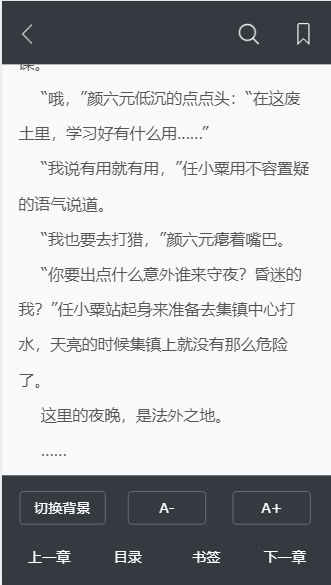 课。
“哦，”颜六元低沉的点点头：“在这废
土里，学习好有什么用……”
“我说有用就有用，”任小粟用不容置疑
的语气说道。
“我也要去打猎，”颜六元瘪着嘴巴。
“你要出点什么意外谁来守夜？昏迷的
我？”任小粟站起身来准备去集镇中心打
水，天亮的时候集镇上就没有那么危险
了。
这里的夜晚，是法外之地。
……
切换背景 A- A+
上一章 目录 书签 下一章